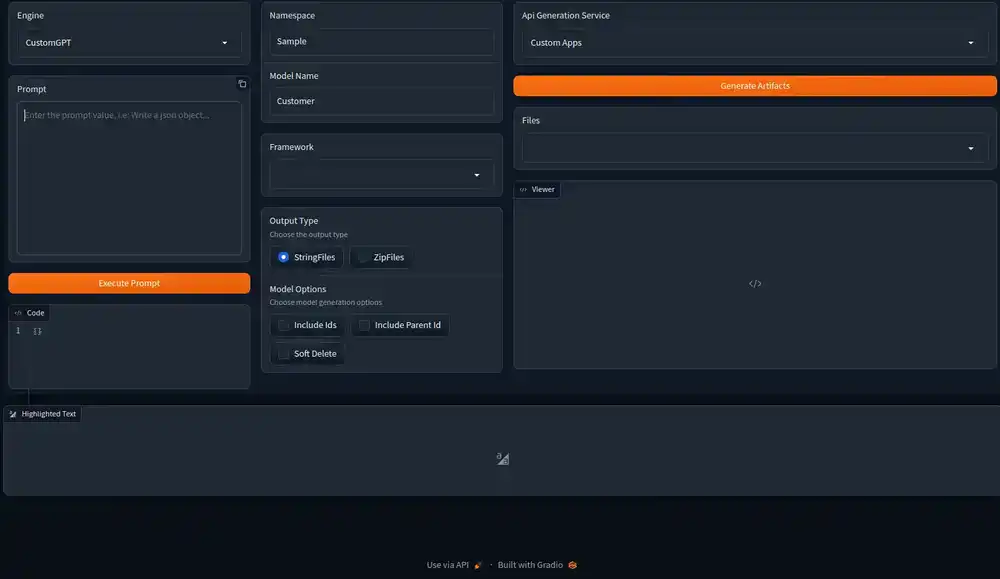 Engine
CustomGPT
Prompt
Enter the prompt value, i.e: Write a json object...
Execute Prompt
Code
1 {}
Namespace
Sample
Model Name
Customer
Framework
Output Type
Choose the output type
StringFiles ZipFiles
Model Options
Choose model generation options
Include Ids Include Parent Id
Soft Delete
Api Generation Service
Custom Apps
Generate Artifacts
Files
Viewer
Highlighted Text
Use via API · Built with Gradio